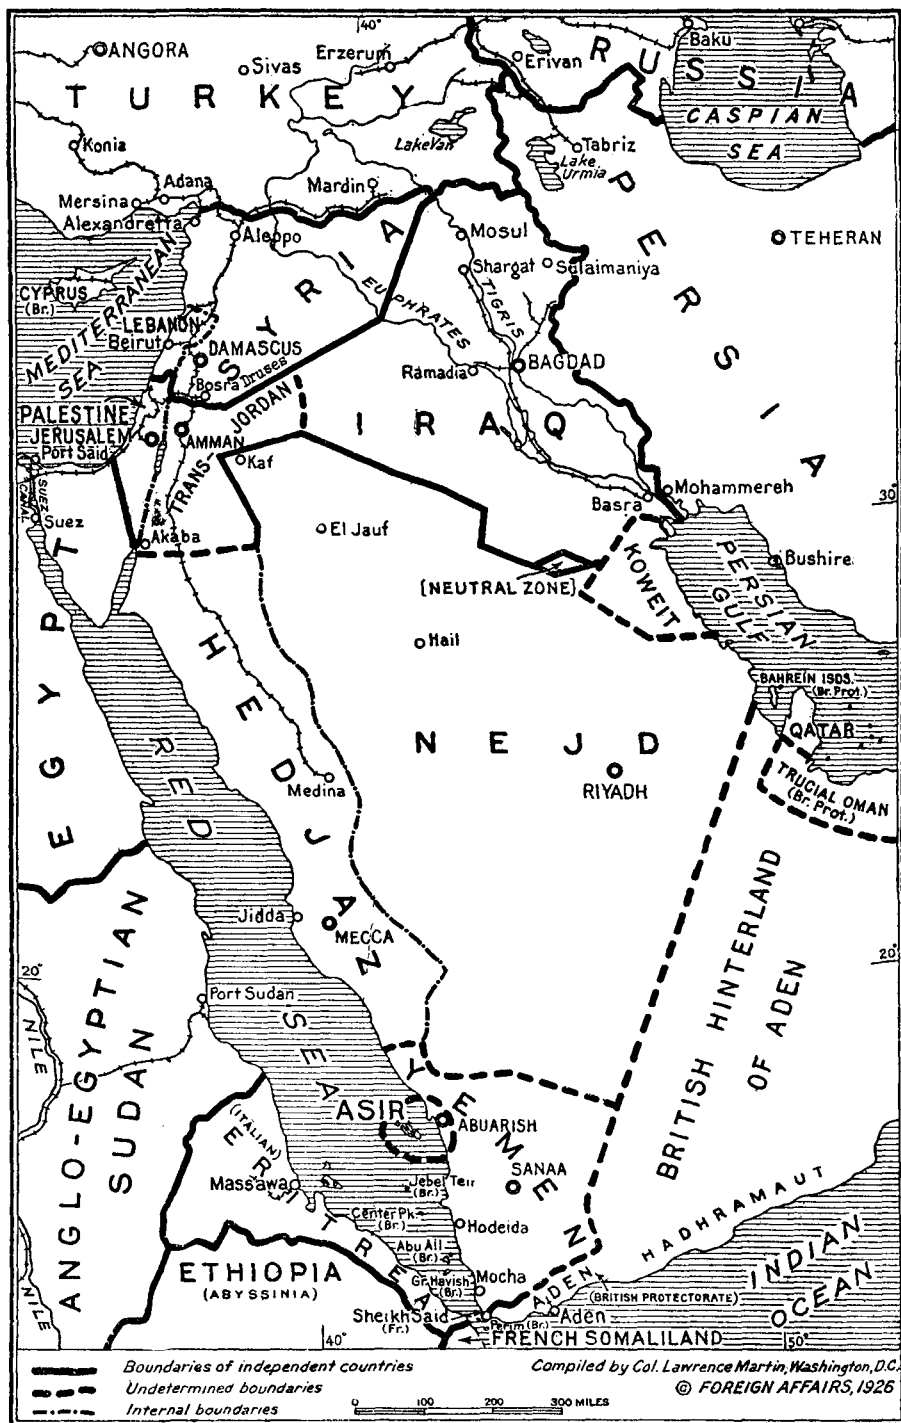 40°
ANGORA
Sivas
Erzerum
Erivan
RUSSIA
Baku
TURKEY
CASPIAN
SEA
Konia
Lake Van
Tabriz
Lake
Urmia
Adana
Mardin
Mersina
Alexandretta
Aleppo
Mosul
PERSIA
TEHERAN
Shargat
Sulaimaniya
SYRIA
EUPHRATES
TIGRIS
CYPRUS
(Br.)
MEDITERRANEAN
SEA
LEBANON
Beirut
DAMASCUS
Bosra
Druses
Ramadia
BAGDAD
PALESTINE
JERUSALEM
Port Said
AMMAN
TRANS-JORDAN
IRAQ
Kaf
SUEZ
CANAL
Suez
Akaba
El Jauf
Basra
Mohammereh
30°
Bushire
[NEUTRAL ZONE]
KOWEIT
PERSIAN
GULF
EGYPT
HEDJAZ
Hail
BAHREIN ISDS.
(Br. Prot.)
NEJD
QATAR
RIYADH
TRUCIAL OMAN
(Br. Prot.)
Medina
RED SEA
Jidda
MECCA
20°
20°
BRITISH HINTERLAND
OF ADEN
NILE
Port Sudan
ANGLO-EGYPTIAN
SUDAN
YEMEN
ASIR
ABUARISH
(ITALIAN)
ERITREA
SANAA
Massawa
Jebel Teir
(Br.)
Center Pk.
(Br.)
Hodeida
HADHRAMAUT
Abu Ail
(Br.)
ETHIOPIA
(ABYSSINIA)
Gr. Havish
(Br.)
Mocha
ADEN
(BRITISH PROTECTORATE)
INDIAN
OCEAN
NILE
Sheikh Said
(Fr.)
Perim (Br.)
Aden
FRENCH SOMALILAND
40°
50°
Boundaries of independent countries
Undetermined boundaries
Internal boundaries
0 100 200 300 MILES
Compiled by Col. Lawrence Martin, Washington, D.C.
© FOREIGN AFFAIRS, 1926